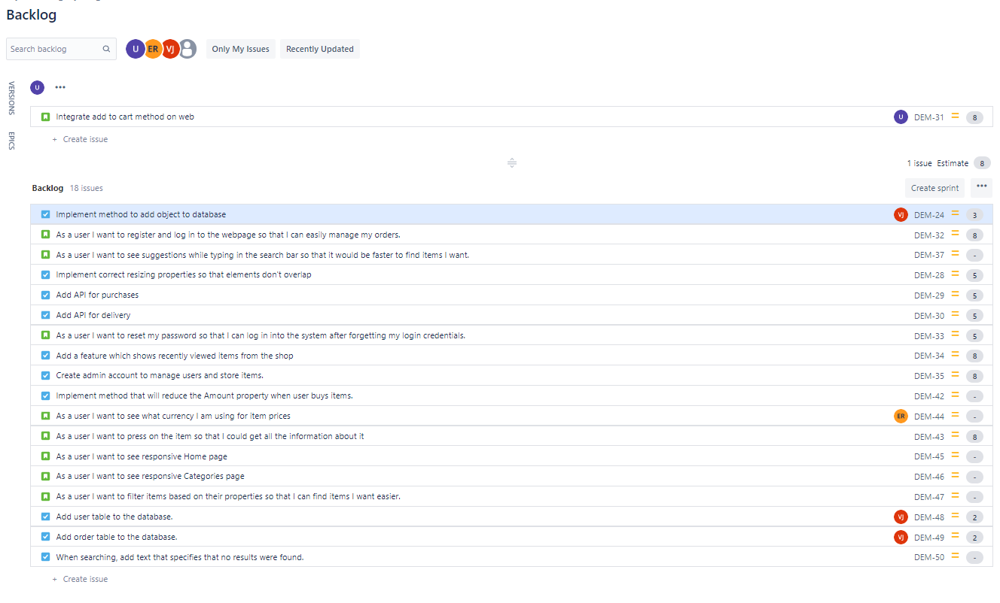 Backlog
Search backlog U ER VJ Only My Issues Recently Updated
VERSIONS
EPICS
U •••
Integrate add to cart method on web U DEM-31 8
+ Create issue
1 issue Estimate 8
Backlog 18 issues Create sprint •••
Implement method to add object to database VJ DEM-24 3
As a user I want to register and log in to the webpage so that I can easily manage my orders. DEM-32 8
As a user I want to see suggestions while typing in the search bar so that it would be faster to find items I want. DEM-37 -
Implement correct resizing properties so that elements don't overlap DEM-28 5
Add API for purchases DEM-29 5
Add API for delivery DEM-30 5
As a user I want to reset my password so that I can log in into the system after forgetting my login credentials. DEM-33 5
Add a feature which shows recently viewed items from the shop DEM-34 8
Create admin account to manage users and store items. DEM-35 8
Implement method that will reduce the Amount property when user buys items. DEM-42 -
As a user I want to see what currency I am using for item prices ER DEM-44 -
As a user I want to press on the item so that I could get all the information about it DEM-43 8
As a user I want to see responsive Home page DEM-45 -
As a user I want to see responsive Categories page DEM-46 -
As a user I want to filter items based on their properties so that I can find items I want easier. DEM-47 -
Add user table to the database. VJ DEM-48 2
Add order table to the database. VJ DEM-49 2
When searching, add text that specifies that no results were found. DEM-50 -
+ Create issue